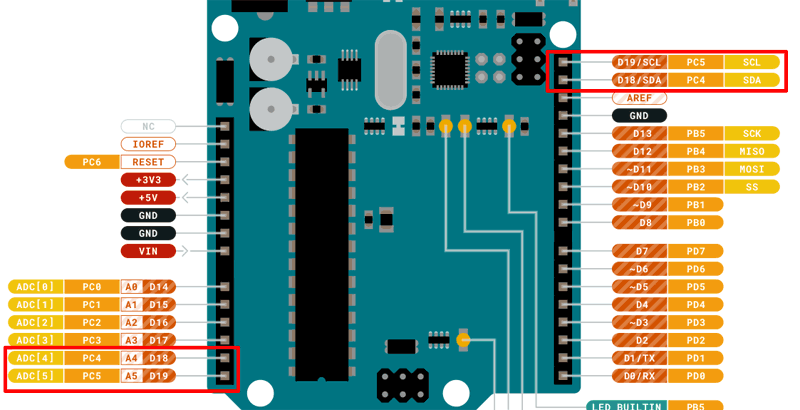 NC
IOREF
PC6 RESET
+3V3
+5V
GND
GND
VIN
ADC[0] PC0 A0 D14
ADC[1] PC1 A1 D15
ADC[2] PC2 A2 D16
ADC[3] PC3 A3 D17
ADC[4] PC4 A4 D18
ADC[5] PC5 A5 D19
D19/SCL PC5 SCL
D18/SDA PC4 SDA
AREF
GND
D13 PB5 SCK
D12 PB4 MISO
~D11 PB3 MOSI
~D10 PB2 SS
~D9 PB1
D8 PB0
D7 PD7
~D6 PD6
~D5 PD5
D4 PD4
~D3 PD3
D2 PD2
D1/TX PD1
D0/RX PD0
LED_BUILTIN PB5